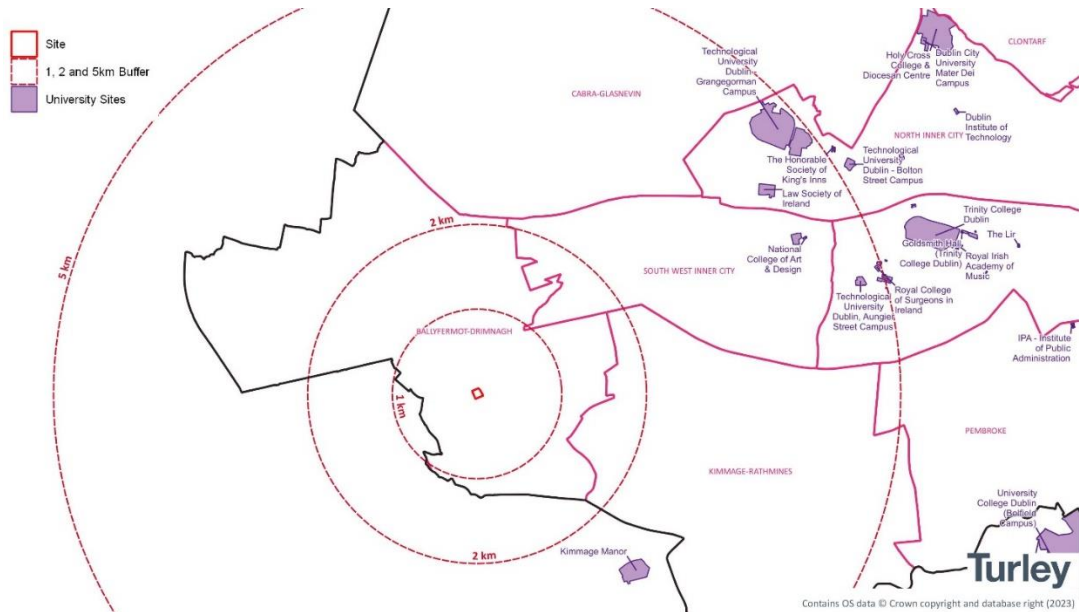 Site
1, 2 and 5km Buffer
University Sites
5 km
2 km
1 km
2 km
CABRA-GLASNEVIN
CLONTARF
NORTH INNER CITY
SOUTH WEST INNER CITY
BALLYFERMOT-DRIMNAGH
KIMMAGE-RATHMINES
PEMBROKE
Technological
University
Dublin -
Grangegorman
Campus
Holy Cross
College &
Diocesan Centre
Dublin City
University
Mater Dei
Campus
Dublin
Institute of
Technology
The Honorable
Society of
King's Inns
Technological
University
Dublin - Bolton
Street Campus
Law Society of
Ireland
National
College of Art
& Design
Trinity College
Dublin
Goldsmith Hall
(Trinity
College Dublin)
The Lir
Royal Irish
Academy of
Music
Technological
University
Dublin, Aungier
Street Campus
Royal College
of Surgeons in
Ireland
IPA - Institute
of Public
Administration
University
College Dublin
(Belfield
Campus)
Kimmage Manor
Turley
Contains OS data © Crown copyright and database right (2023)